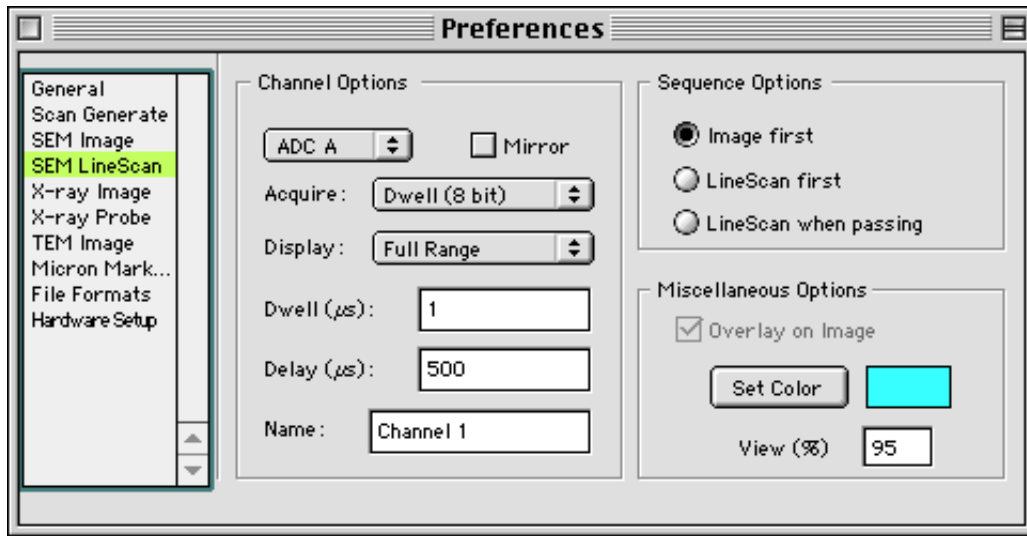 Preferences
General
Scan Generate
SEM Image
SEM LineScan
X-ray Image
X-ray Probe
TEM Image
Micron Mark...
File Formats
Hardware Setup
Channel Options
ADC A
Mirror
Acquire:
Dwell (8 bit)
Display:
Full Range
Dwell (µs):
1
Delay (µs):
500
Name:
Channel 1
Sequence Options
Image first
LineScan first
LineScan when passing
Miscellaneous Options
Overlay on Image
Set Color
View (%)
95